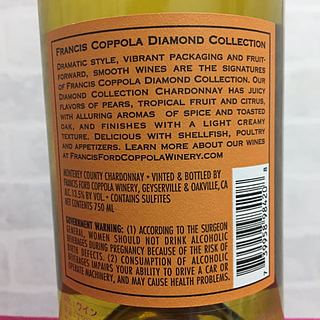 FRANCIS COPPOLA DIAMOND COLLECTION
DRAMATIC STYLE, VIBRANT PACKAGING AND FRUIT-
FORWARD, SMOOTH WINES ARE THE SIGNATURES
OF FRANCIS COPPOLA DIAMOND COLLECTION. OUR
DIAMOND COLLECTION CHARDONNAY HAS JUICY
FLAVORS OF PEARS, TROPICAL FRUIT AND CITRUS,
WITH ALLURING AROMAS OF SPICE AND TOASTED
OAK, AND FINISHES WITH A LIGHT CREAMY
TEXTURE. DELICIOUS WITH SHELLFISH, POULTRY
AND APPETIZERS. LEARN MORE ABOUT OUR WINES
AT FRANCISFORDCOPPOLAWINERY.COM
MONTEREY COUNTY CHARDONNAY • VINTED & BOTTLED BY
FRANCIS FORD COPPOLA WINERY, GEYSERVILLE & OAKVILLE, CA
ALC.13.5% BY VOL • CONTAINS SULFITES
NET CONTENTS 750 ML
GOVERNMENT WARNING: (1) ACCORDING TO THE SURGEON
GENERAL, WOMEN SHOULD NOT DRINK ALCOHOLIC
BEVERAGES DURING PREGNANCY BECAUSE OF THE RISK OF
BIRTH DEFECTS. (2) CONSUMPTION OF ALCOHOLIC
BEVERAGES IMPAIRS YOUR ABILITY TO DRIVE A CAR OR
OPERATE MACHINERY, AND MAY CAUSE HEALTH PROBLEMS.